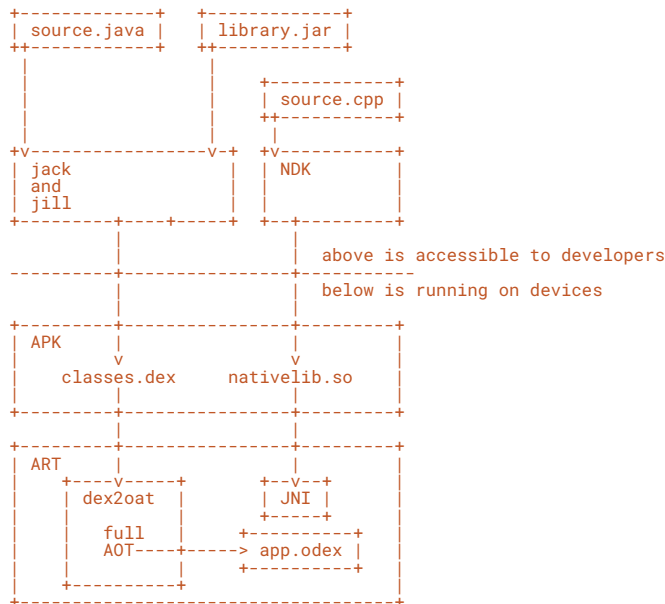 source.java library.jar
source.cpp
jack NDK
and
jill
above is accessible to developers
below is running on devices
APK
classes.dex nativelib.so
ART
dex2oat JNI
full
AOT----+-----> app.odex